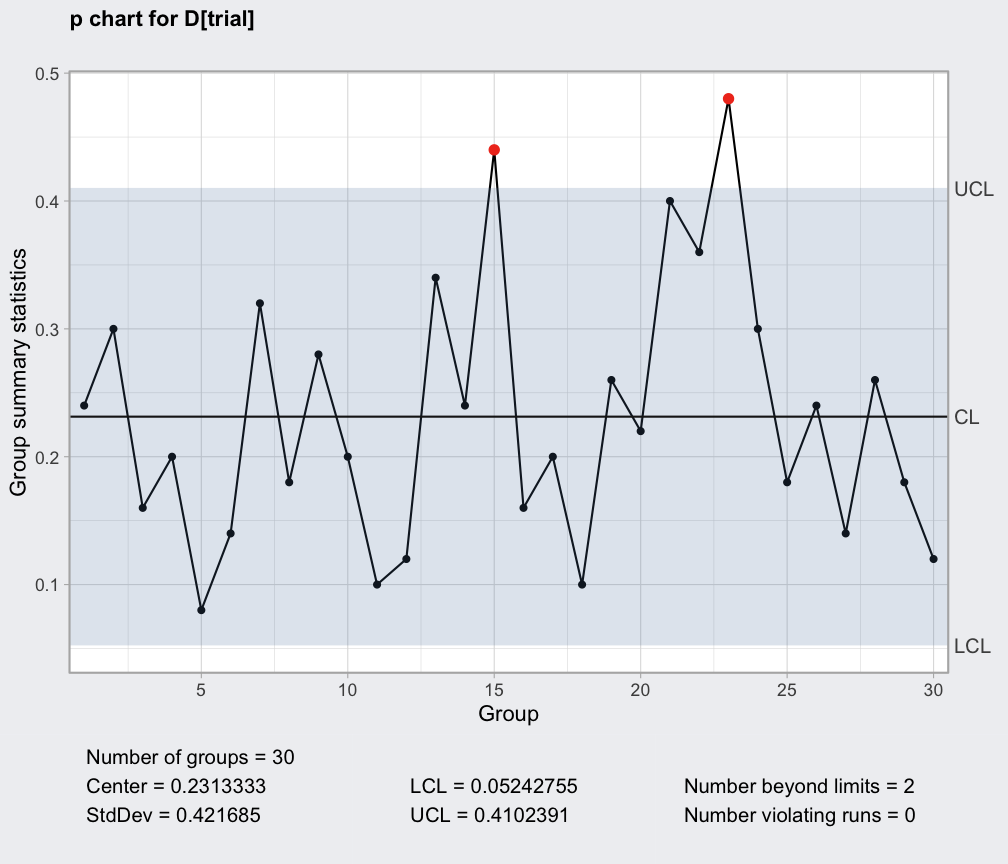 p chart for D[trial]
0.5
0.4
0.3
0.2
0.1
Group summary statistics
UCL
CL
LCL
5 10 15 20 25 30
Group
Number of groups = 30
Center = 0.2313333 LCL = 0.05242755 Number beyond limits = 2
StdDev = 0.421685 UCL = 0.4102391 Number violating runs = 0